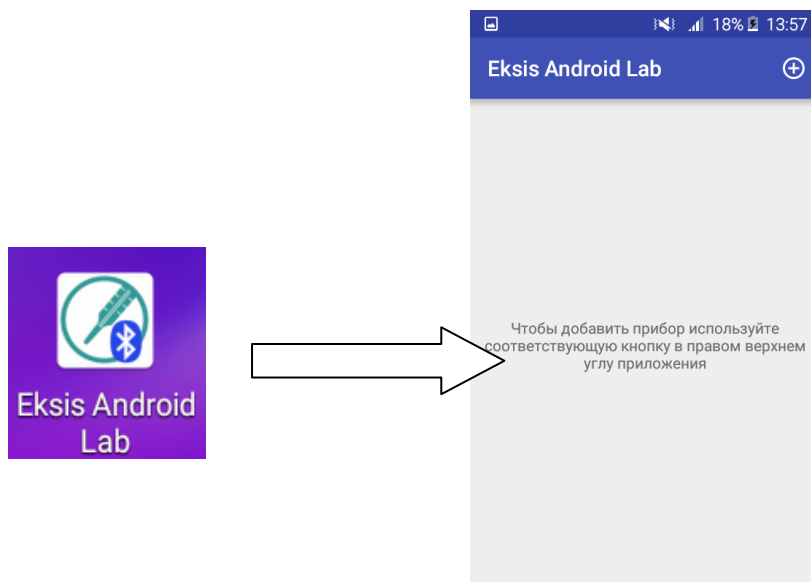 Eksis Android
Lab
18% 13:57
Eksis Android Lab
Чтобы добавить прибор используйте
соответствующую кнопку в правом верхнем
углу приложения